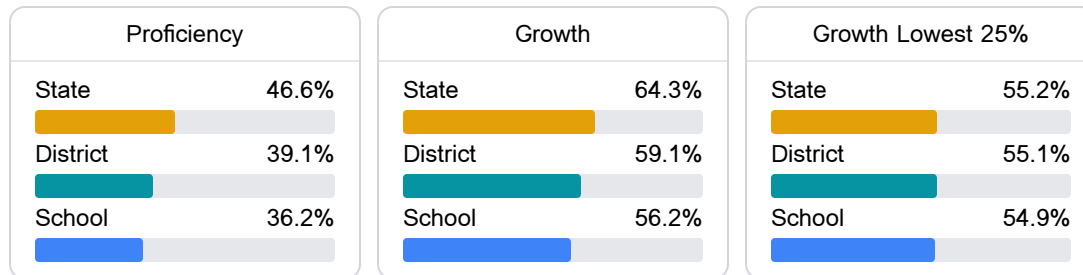 Proficiency
State 46.6%
District 39.1%
School 36.2%
Growth
State 64.3%
District 59.1%
School 56.2%
Growth Lowest 25%
State 55.2%
District 55.1%
School 54.9%